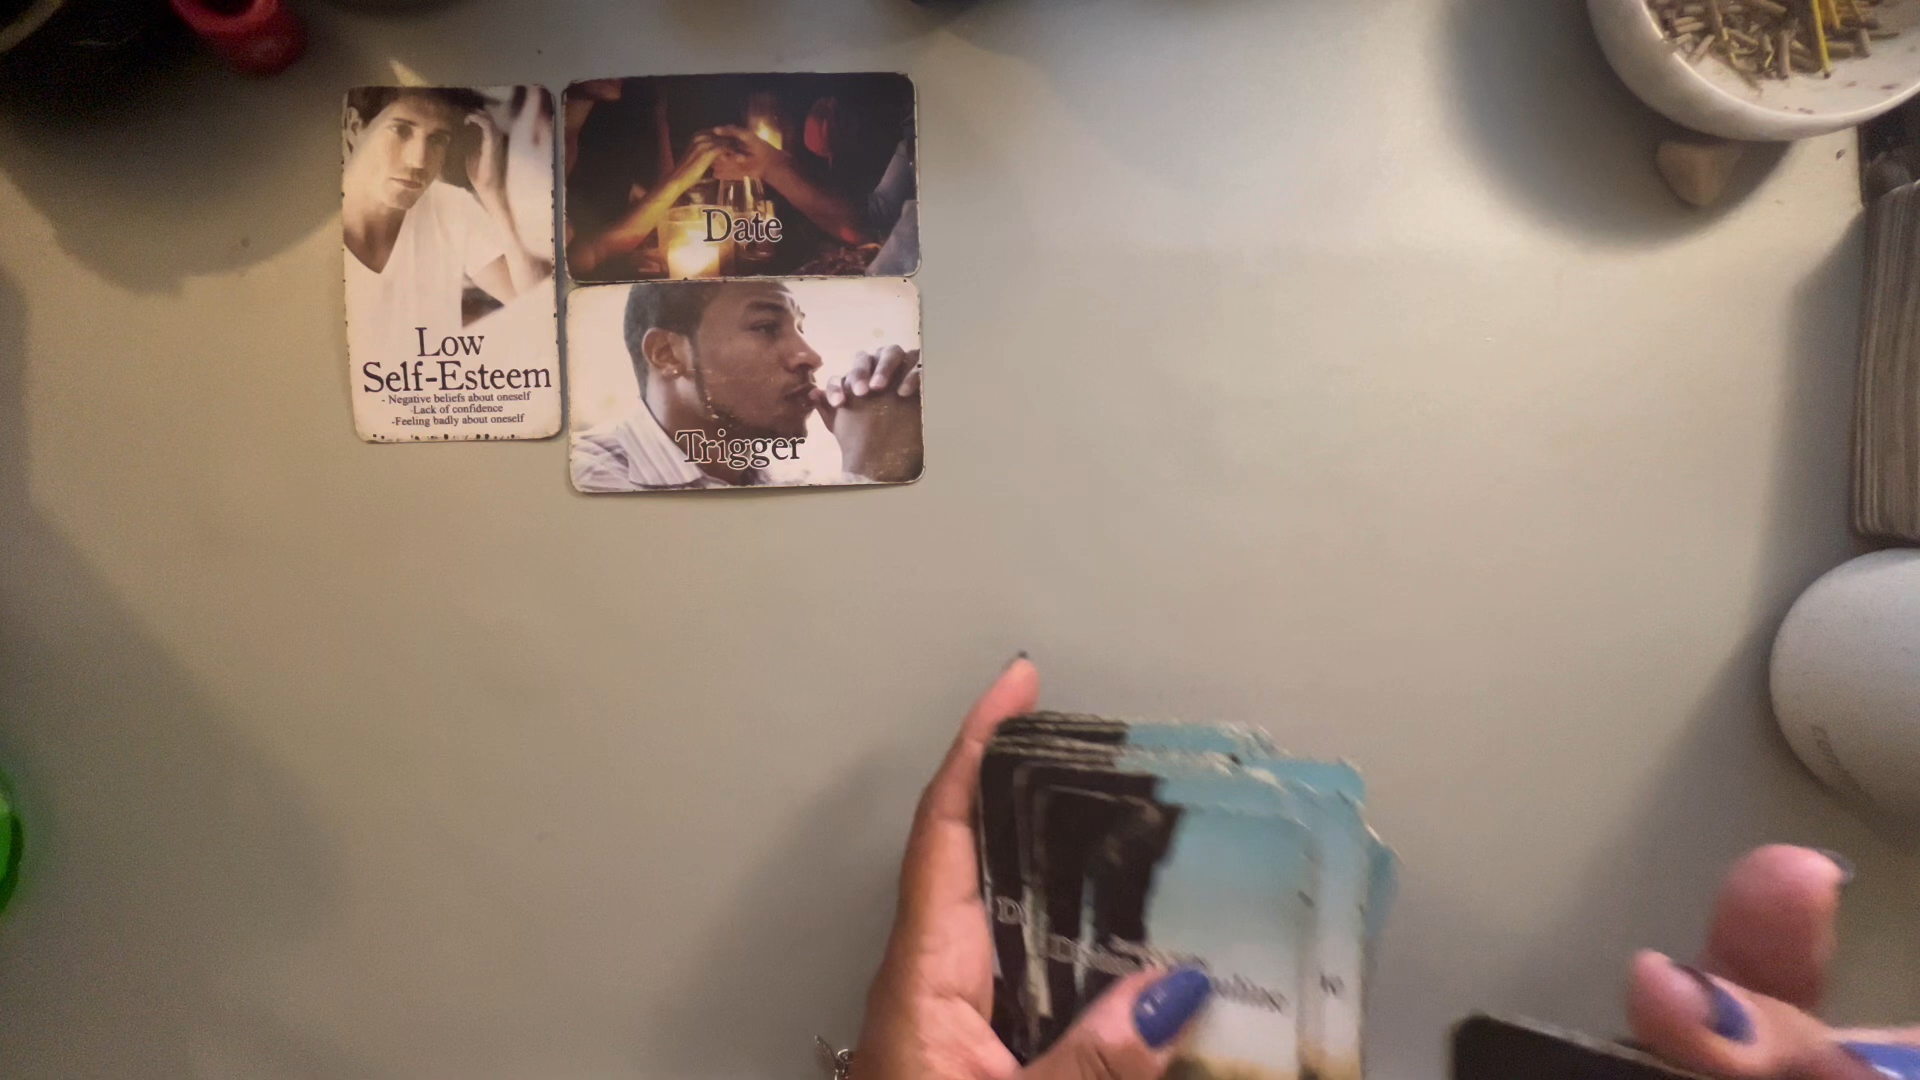 Low
Self-Esteem
- Negative beliefs about oneself
-Lack of confidence
-Feeling badly about oneself
Date
Trigger